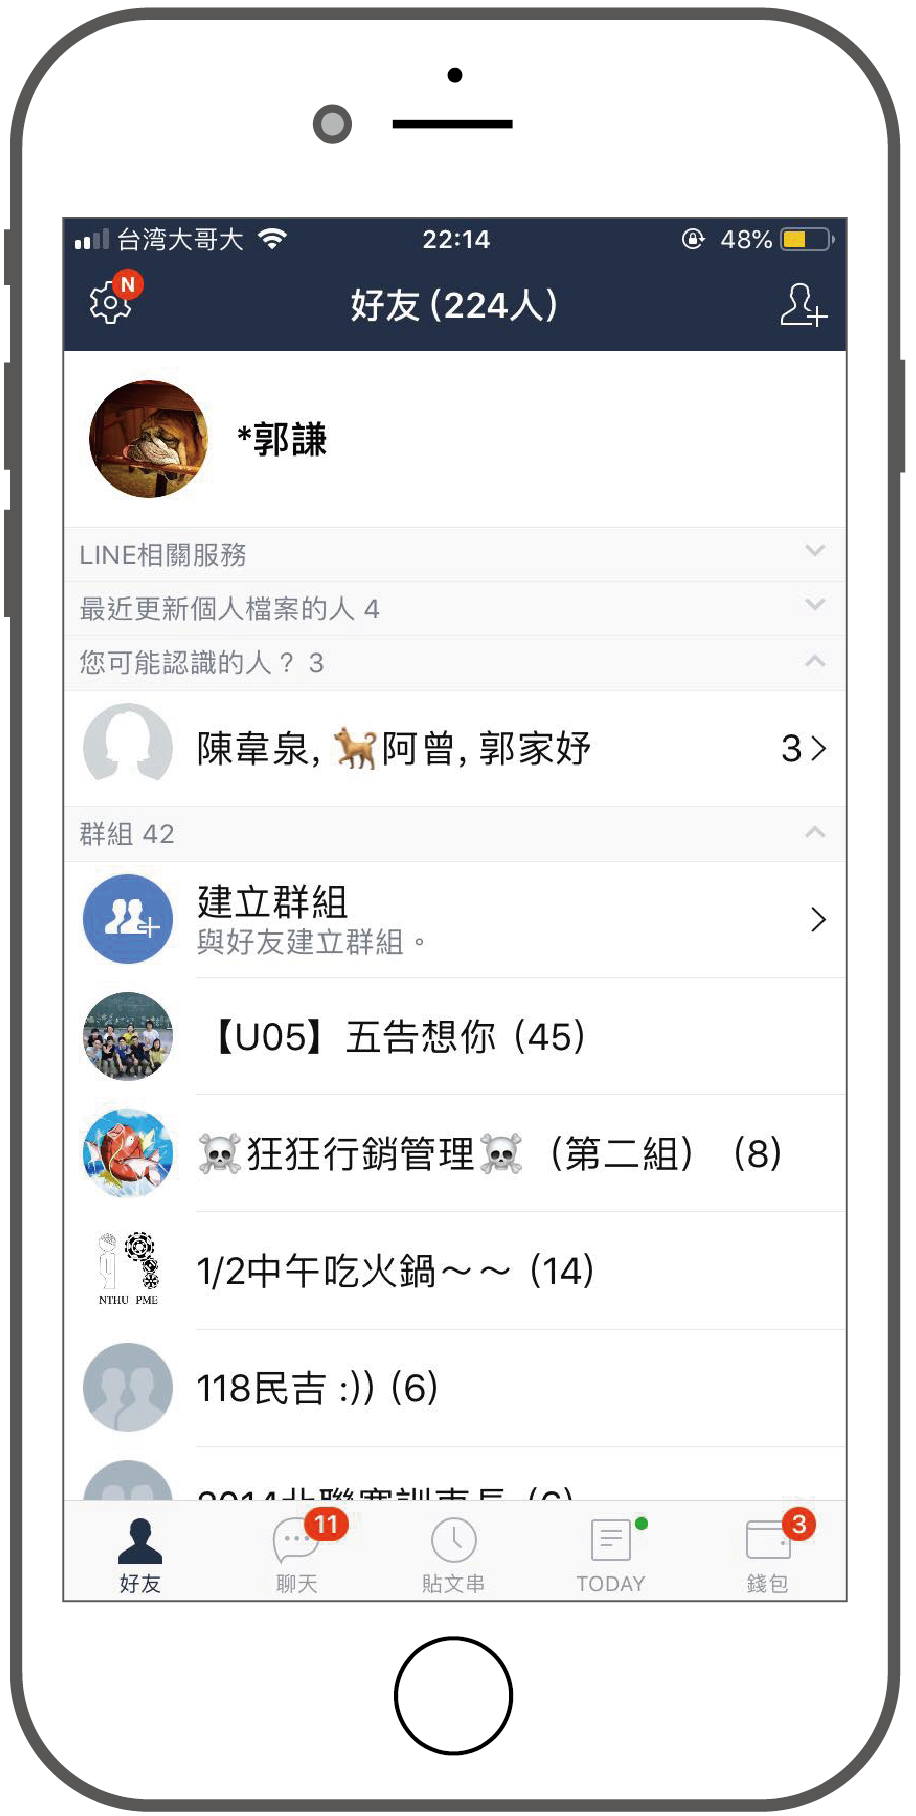 台湾大哥大 22:14 48%
N
好友 (224人)
*郭謙
LINE相關服務
最近更新個人檔案的人 4
您可能認識的人? 3
陳韋泉, 🐕阿曾, 郭家妤 3
群組 42
建立群組
與好友建立群組。
【U05】五告想你 (45)
☠狂狂行銷管理☠（第二組） (8)
1/2中午吃火鍋～～ (14)
NTHU PME
118民吉 :)) (6)
11
3
好友
聊天
貼文串
TODAY
錢包